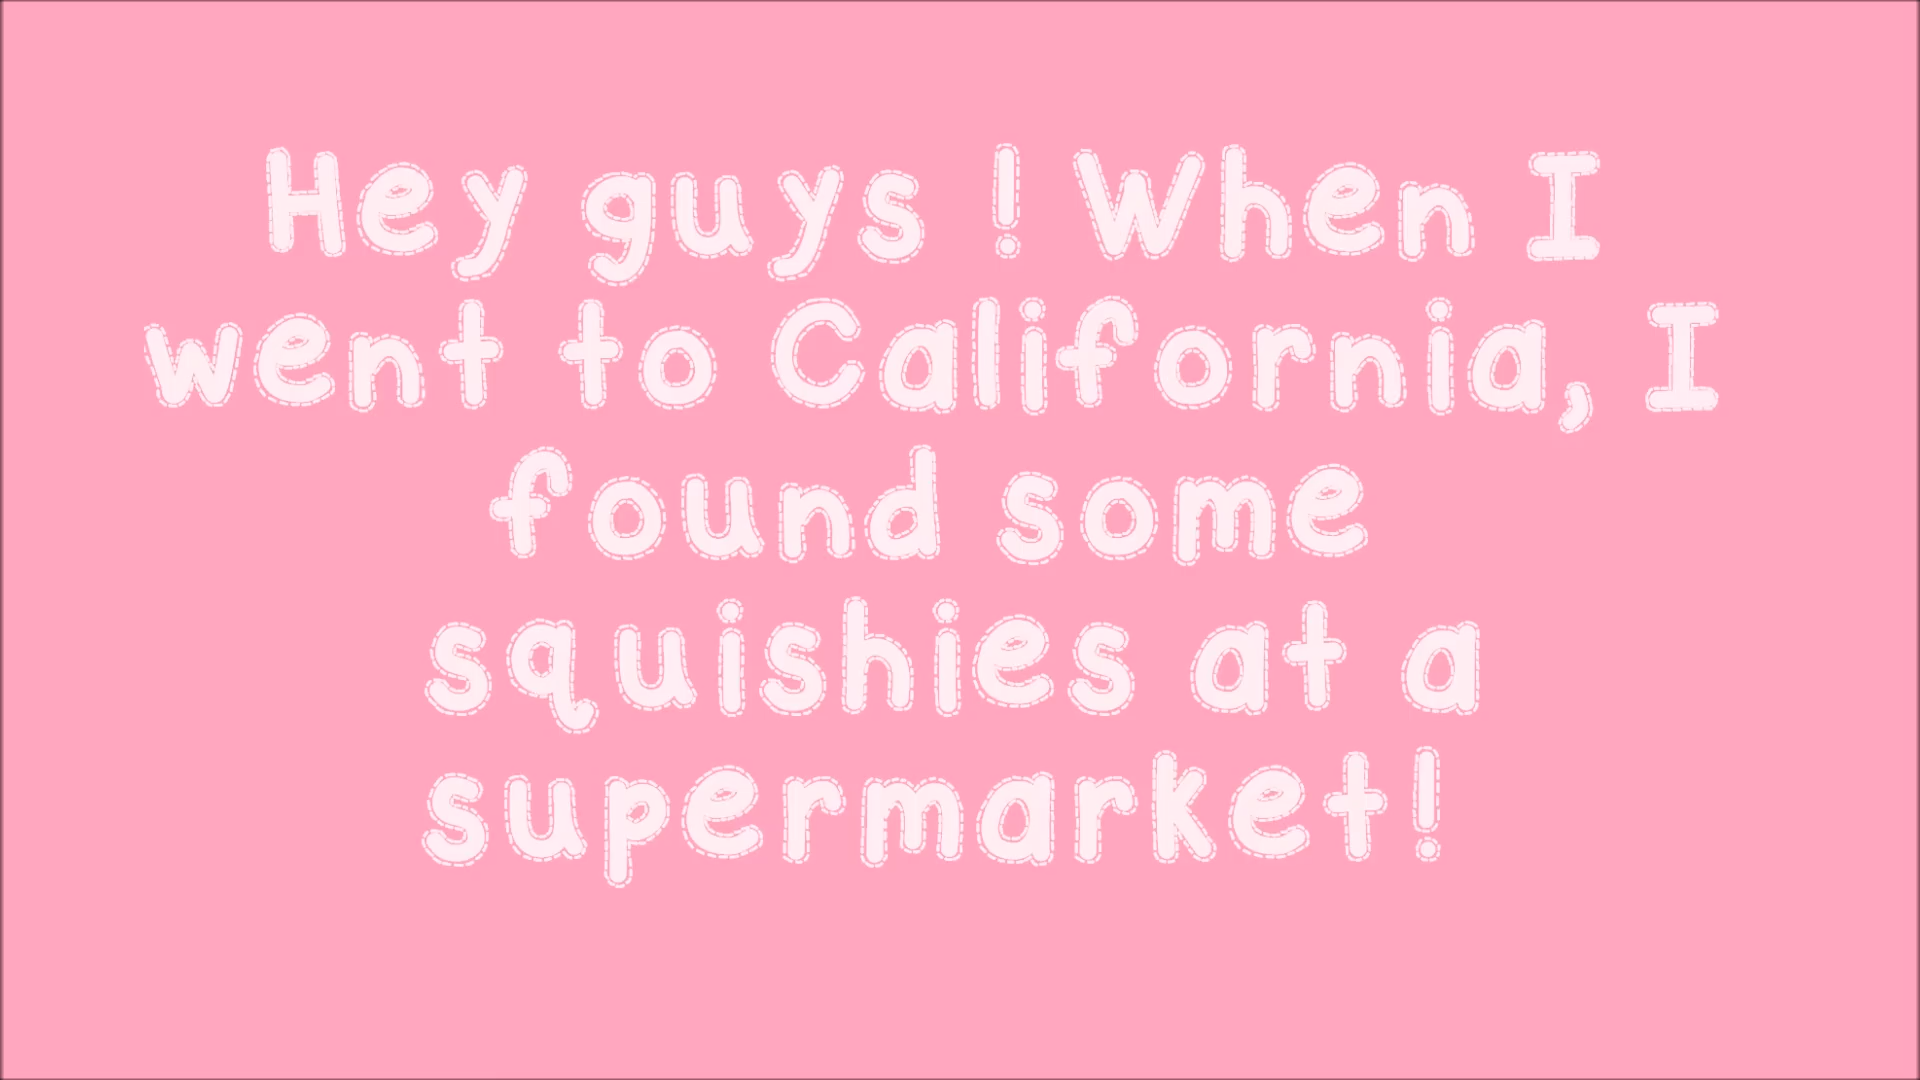 Hey guys ! When I
went to California, I
found some
squishies at a
supermarket!